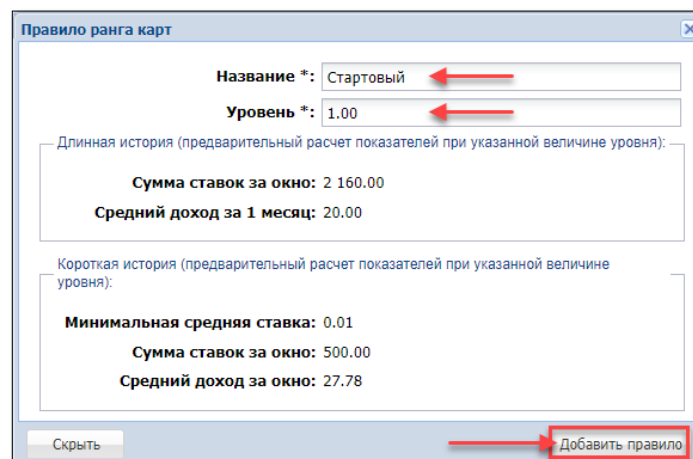 Правило ранга карт
Название *: Стартовый
Уровень *: 1.00
Длинная история (предварительный расчет показателей при указанной величине уровня):
Сумма ставок за окно: 2 160.00
Средний доход за 1 месяц: 20.00
Короткая история (предварительный расчет показателей при указанной величине
уровня):
Минимальная средняя ставка: 0.01
Сумма ставок за окно: 500.00
Средний доход за окно: 27.78
Скрыть
Добавить правило